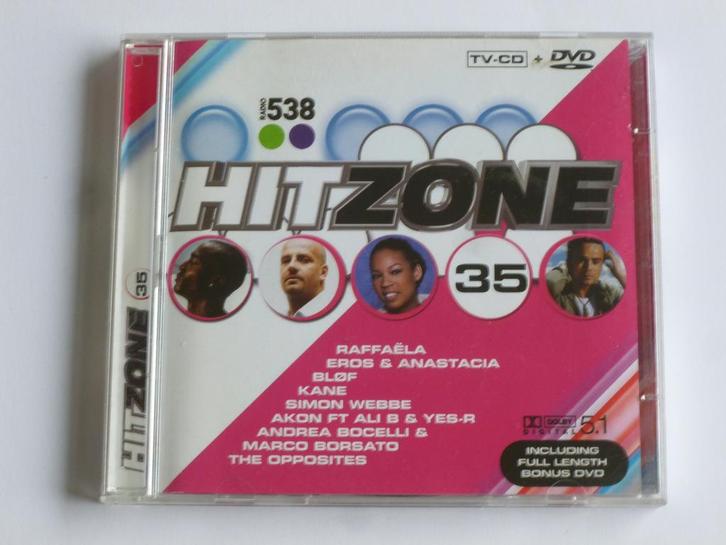 TV-CD + DVD
RADIO 538
HITZONE
35
RAFFAËLA
EROS & ANASTACIA
BLØF
KANE
SIMON WEBBE
AKON FT ALI B & YES-R
ANDREA BOCELLI &
MARCO BORSATO
THE OPPOSITES
DOLBY
DIGITAL 5.1
INCLUDING
FULL LENGTH
BONUS DVD
HITZONE 35